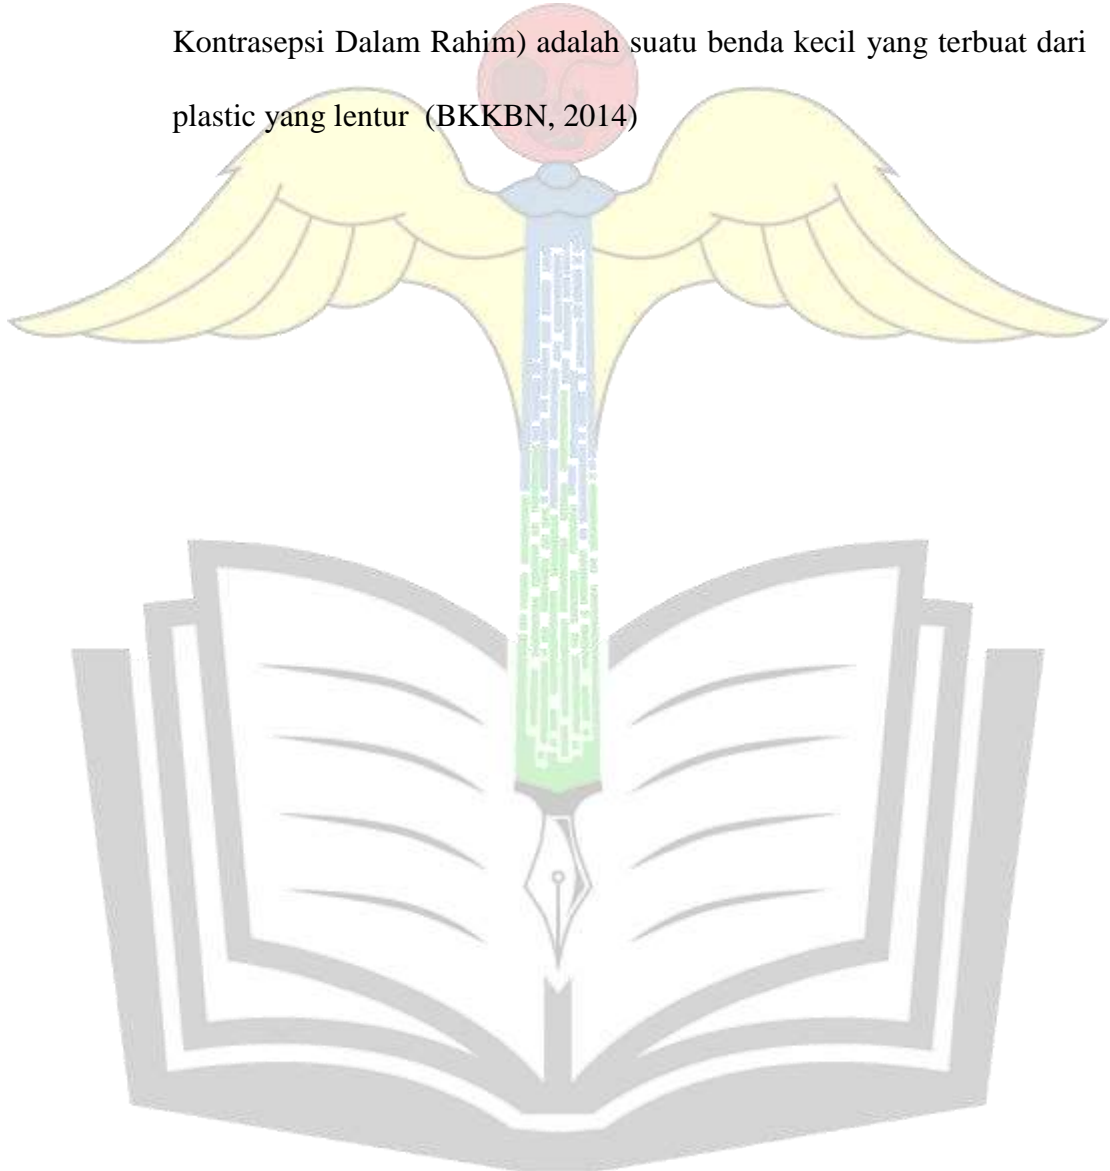 Kontrasepsi Dalam Rahim) adalah suatu benda kecil yang terbuat dari
plastic yang lentur  (BKKBN, 2014)